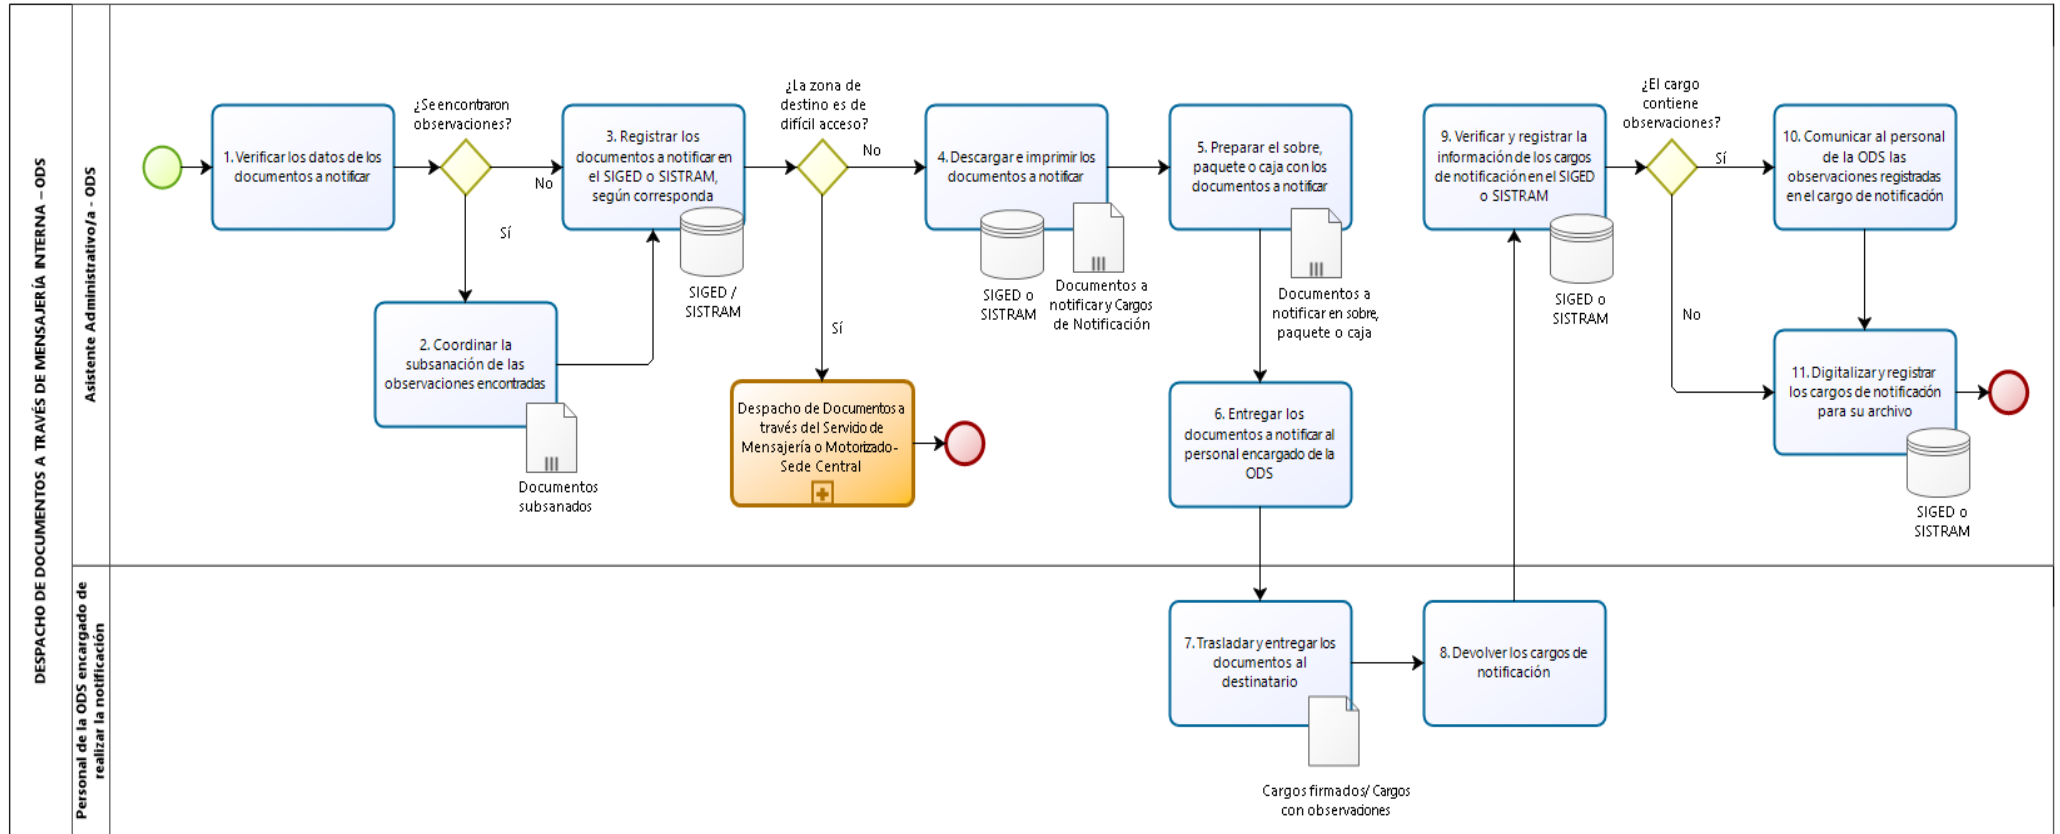 DESPACHO DE DOCUMENTOS A TRAVÉS DE MENSAJERÍA INTERNA – ODS
Asistente Administrativo/a - ODS
1. Verificar los datos de los
documentos a notificar
¿Se encontraron
observaciones?
No
Sí
2. Coordinar la
subsanación de las
observaciones encontradas
Documentos
subsanados
3. Registrar los
documentos a notificar en
el SIGED o SISTRAM,
según corresponda
SIGED /
SISTRAM
¿La zona de
destino es de
difícil acceso?
No
Sí
Despacho de Documentos a
través del Servicio de
Mensajería o Motorizado-
Sede Central
4. Descargar e imprimir los
documentos a notificar
SIGED o
SISTRAM
Documentos a
notificar y Cargos
de Notificación
5. Preparar el sobre,
paquete o caja con los
documentos a notificar
Documentos a
notificar en sobre,
paquete o caja
6. Entregar los
documentos a notificar al
personal encargado de la
ODS
Personal de la ODS encargado de
realizar la notificación
7. Trasladar y entregar los
documentos al
destinatario
Cargos firmados/ Cargos
con observaciones
8. Devolver los cargos de
notificación
9. Verificar y registrar la
información de los cargos
de notificación en el SIGED
o SISTRAM
SIGED o
SISTRAM
¿El cargo
contiene
observaciones?
Sí
No
10. Comunicar al personal
de la ODS las
observaciones registradas
en el cargo de notificación
11. Digitalizar y registrar
los cargos de notificación
para su archivo
SIGED o
SISTRAM